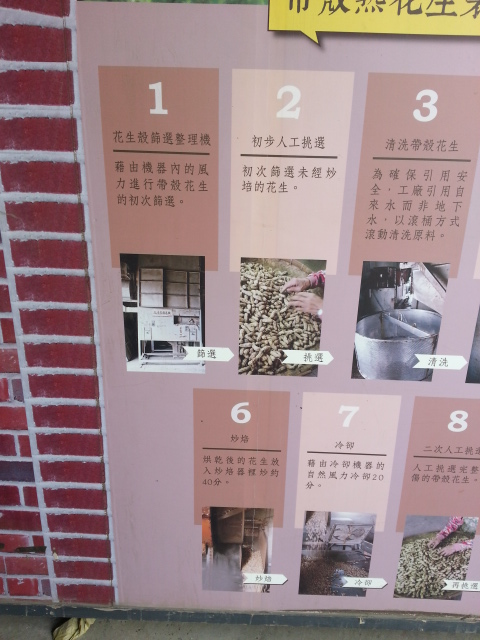 帶殼熟花生製
1
花生殼篩選整理機
藉由機器內的風
力進行帶殼花生
的初次篩選。
篩選
2
初步人工挑選
初次篩選未經炒
培的花生。
挑選
3
清洗帶殼花生
為確保引用安
全,工廠引用自
來水而非地下
水,以滾桶方式
滾動清洗原料。
清洗
6
炒焙
烘乾後的花生放
入炒焙器裡炒約
40分。
炒焙
7
冷卻
藉由冷卻機器的
自然風力冷卻20
分。
冷卻
8
二次人工挑選
人工挑選完整
傷的帶殼花生。
再挑選